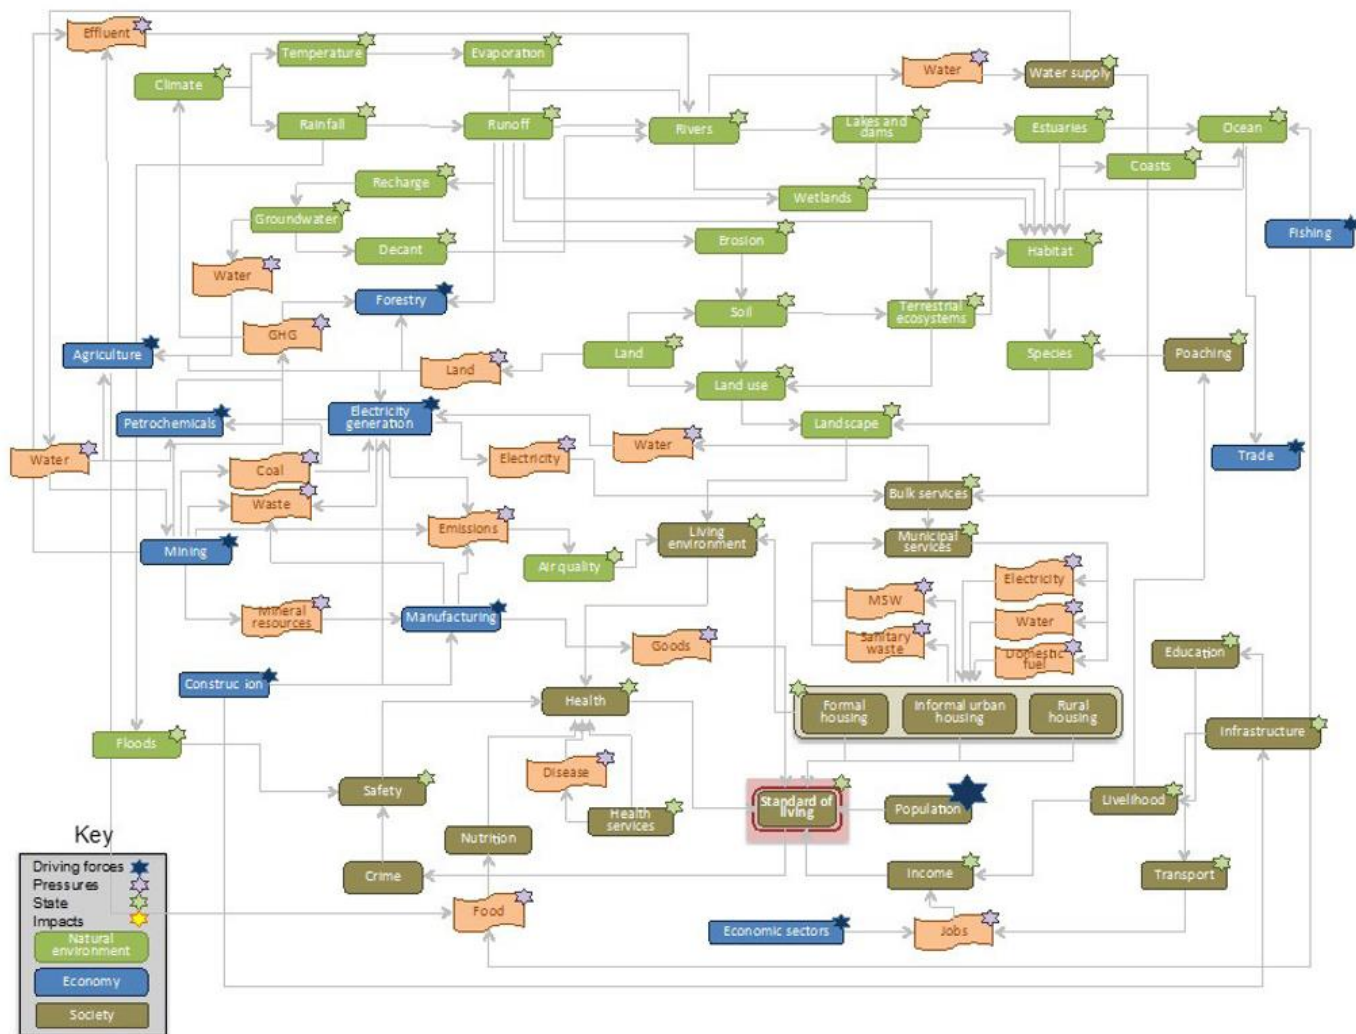 Effluent
Temperature
Evaporation
Water
Water supply
Climate
Rainfall
Runoff
Rivers
Lakes and
dams
Estuaries
Ocean
Coasts
Recharge
Wetlands
Groundwater
Decant
Erosion
Habitat
Fishing
Water
Forestry
Soil
Terrestrial
ecosystems
GHG
Agriculture
Land
Land
Species
Poaching
Land use
Petrochemicals
Electricity
generation
Landscape
Water
Coal
Electricity
Water
Trade
Waste
Bulk services
Mining
Emissions
Living
environment
Municipal
services
Air quality
Electricity
MSW
Mineral
resources
Manufacturing
Water
Goods
Sanitary
waste
Domestic
fuel
Education
Construc ion
Health
Formal
housing
Informal urban
housing
Rural
housing
Infrastructure
Floods
Disease
Safety
Standard of
living
Population
Livelihood
Health
services
Nutrition
Crime
Income
Transport
Food
Economic sectors
Jobs
Key
Driving forces
Pressures
State
Impacts
Natural
environment
Economy
Society